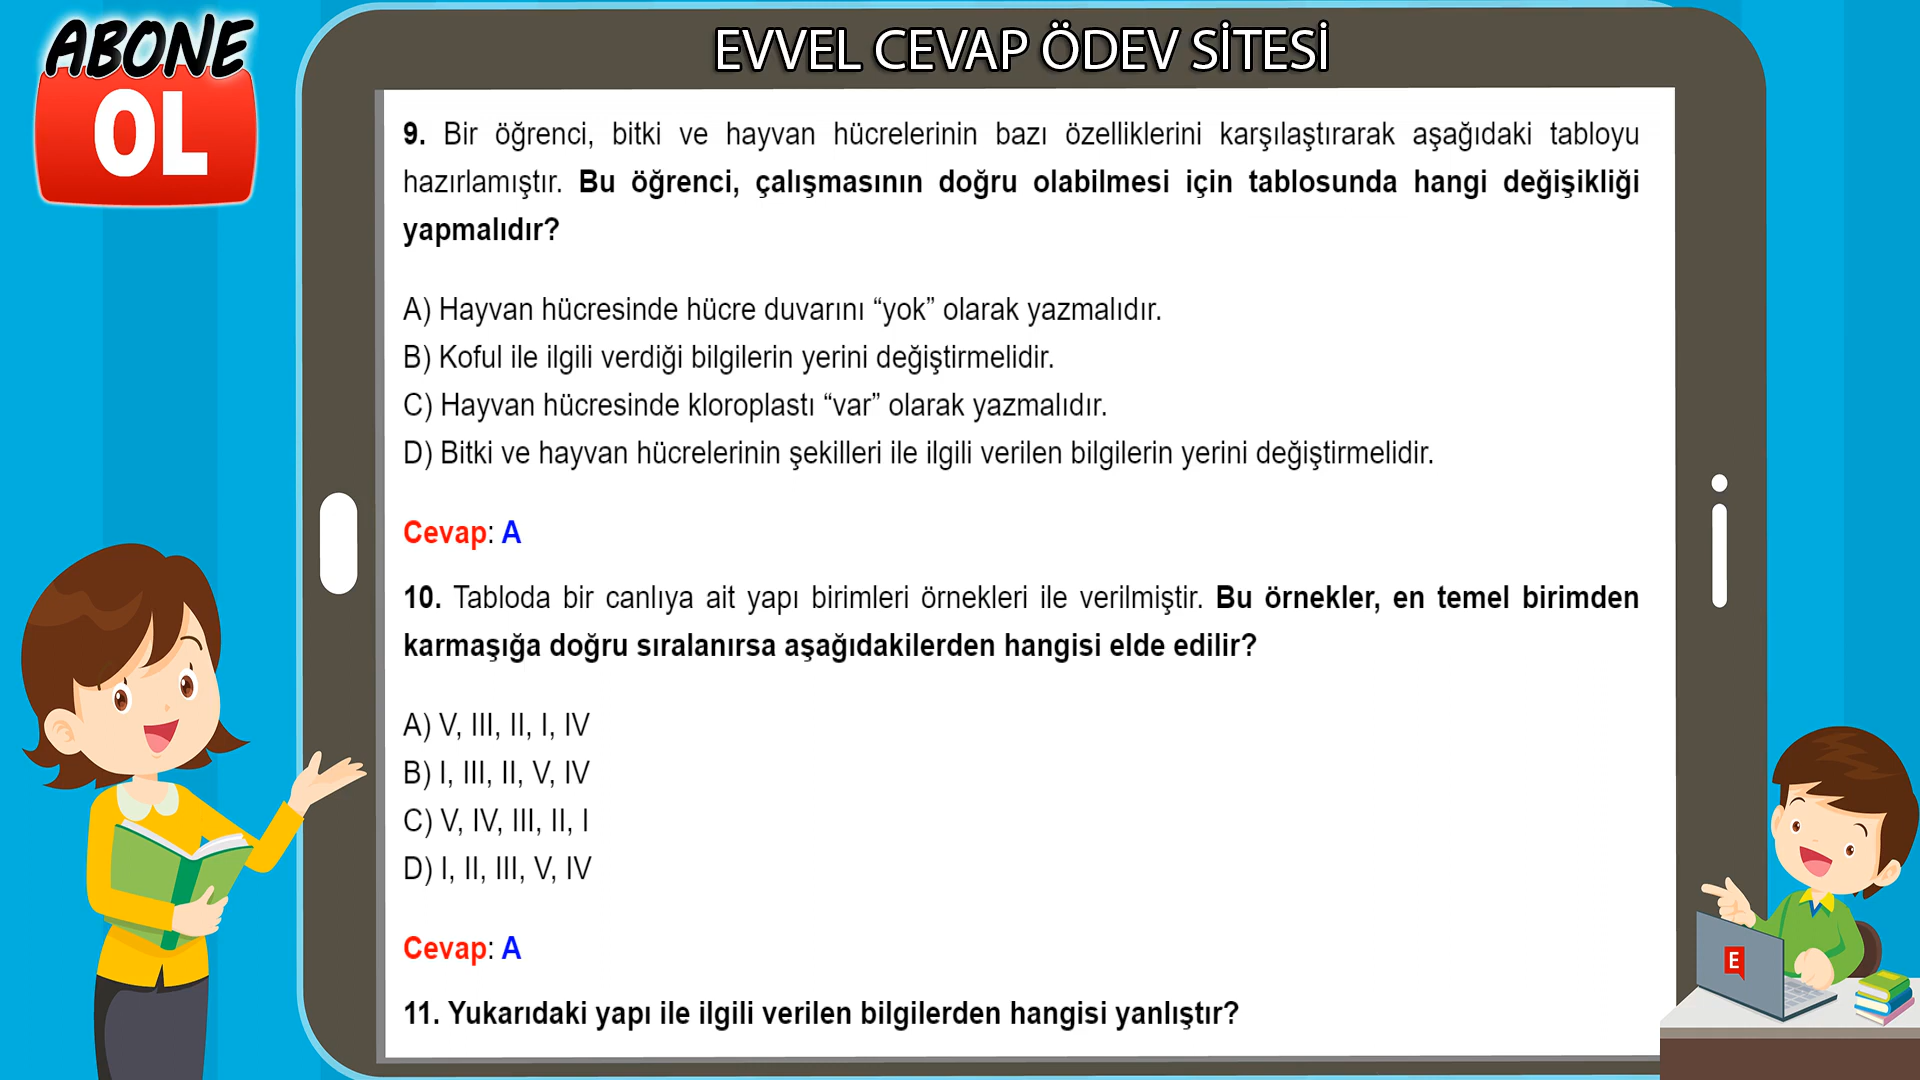 ABONE
OL
EVVEL CEVAP ÖDEV SİTESİ
9. Bir öğrenci, bitki ve hayvan hücrelerinin bazı özelliklerini karşılaştırarak aşağıdaki tabloyu
hazırlamıştır. Bu öğrenci, çalışmasının doğru olabilmesi için tablosunda hangi değişikliği
yapmalıdır?
A) Hayvan hücresinde hücre duvarını “yok” olarak yazmalıdır.
B) Koful ile ilgili verdiği bilgilerin yerini değiştirmelidir.
C) Hayvan hücresinde kloroplastı “var” olarak yazmalıdır.
D) Bitki ve hayvan hücrelerinin şekilleri ile ilgili verilen bilgilerin yerini değiştirmelidir.
Cevap: A
10. Tabloda bir canlıya ait yapı birimleri örnekleri ile verilmiştir. Bu örnekler, en temel birimden
karmaşığa doğru sıralanırsa aşağıdakilerden hangisi elde edilir?
A) V, III, II, I, IV
B) I, III, II, V, IV
C) V, IV, III, II, I
D) I, II, III, V, IV
Cevap: A
11. Yukarıdaki yapı ile ilgili verilen bilgilerden hangisi yanlıştır?
E